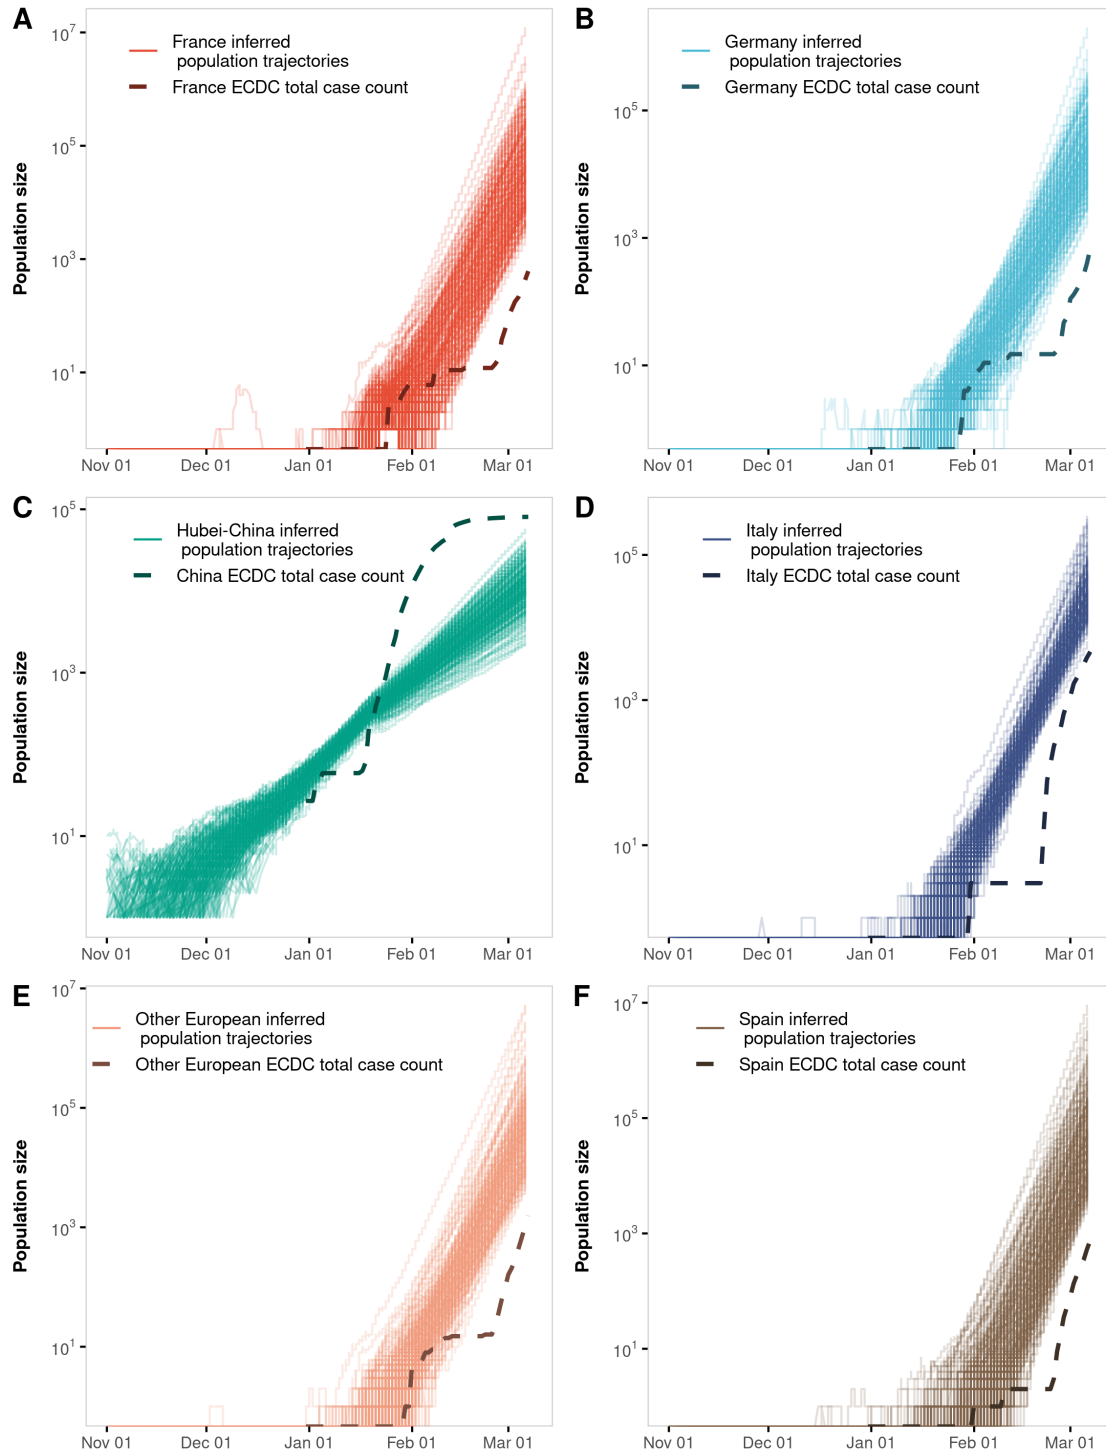 A
10^7
10^5
10^3
10^1
Population size
France inferred
population trajectories
France ECDC total case count
Nov 01 Dec 01 Jan 01 Feb 01 Mar 01
B
10^5
10^3
10^1
Population size
Germany inferred
population trajectories
Germany ECDC total case count
Nov 01 Dec 01 Jan 01 Feb 01 Mar 01
C
10^5
10^3
10^1
Population size
Hubei-China inferred
population trajectories
China ECDC total case count
Nov 01 Dec 01 Jan 01 Feb 01 Mar 01
D
10^5
10^3
10^1
Population size
Italy inferred
population trajectories
Italy ECDC total case count
Nov 01 Dec 01 Jan 01 Feb 01 Mar 01
E
10^7
10^5
10^3
10^1
Population size
Other European inferred
population trajectories
Other European ECDC total case count
Nov 01 Dec 01 Jan 01 Feb 01 Mar 01
F
10^7
10^5
10^3
10^1
Population size
Spain inferred
population trajectories
Spain ECDC total case count
Nov 01 Dec 01 Jan 01 Feb 01 Mar 01